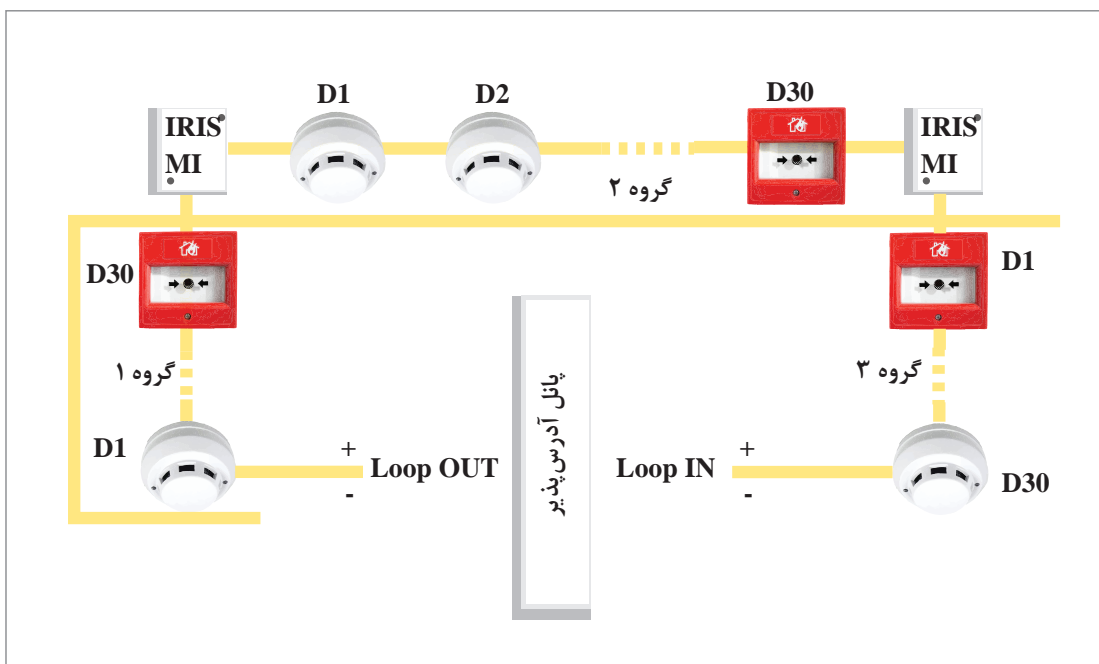 D1
D2
D30
IRIS
MI
IRIS
MI
گروه ۲
D30
D1
گروه ۱
گروه ۳
D1
+
Loop OUT
-
پانل آدرس‌پذیر
+
Loop IN
-
D30